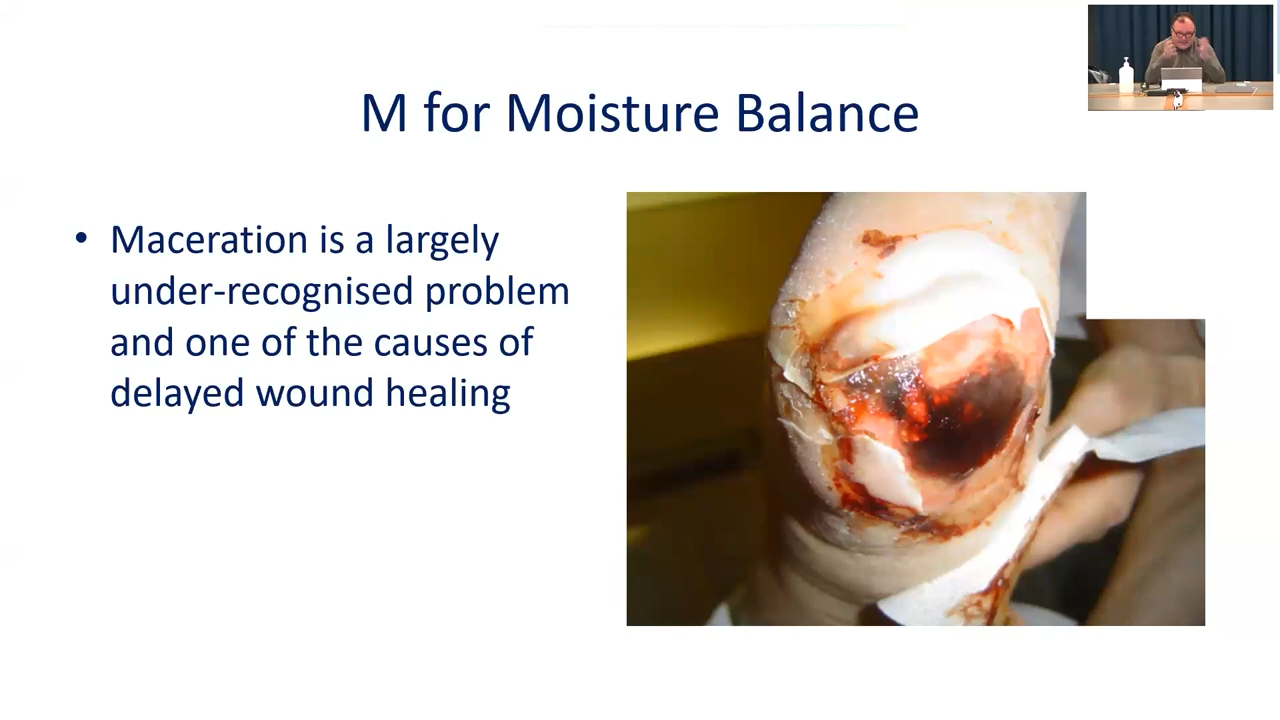 M for Moisture Balance
• Maceration is a largely
under-recognised problem
and one of the causes of
delayed wound healing